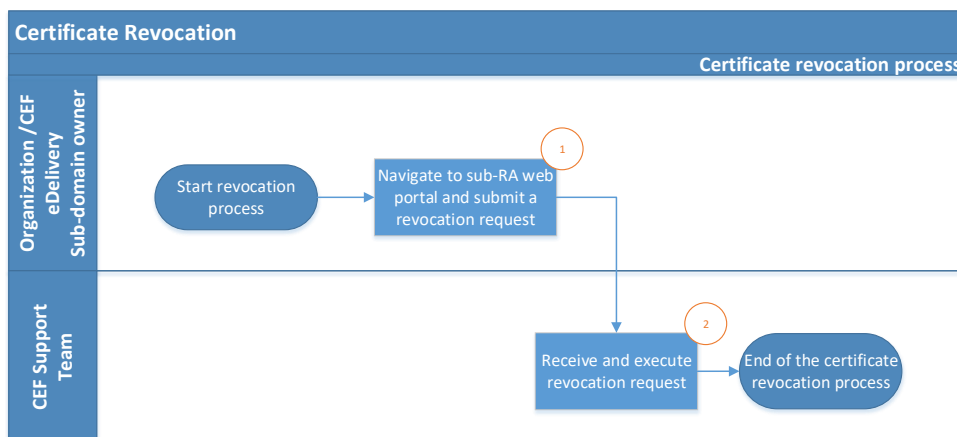 Certificate Revocation
Certificate revocation process
Organization /CEF
eDelivery
Sub-domain owner
Start revocation
process
1
Navigate to sub-RA web
portal and submit a
revocation request
CEF Support
Team
2
Receive and execute
revocation request
End of the certificate
revocation process